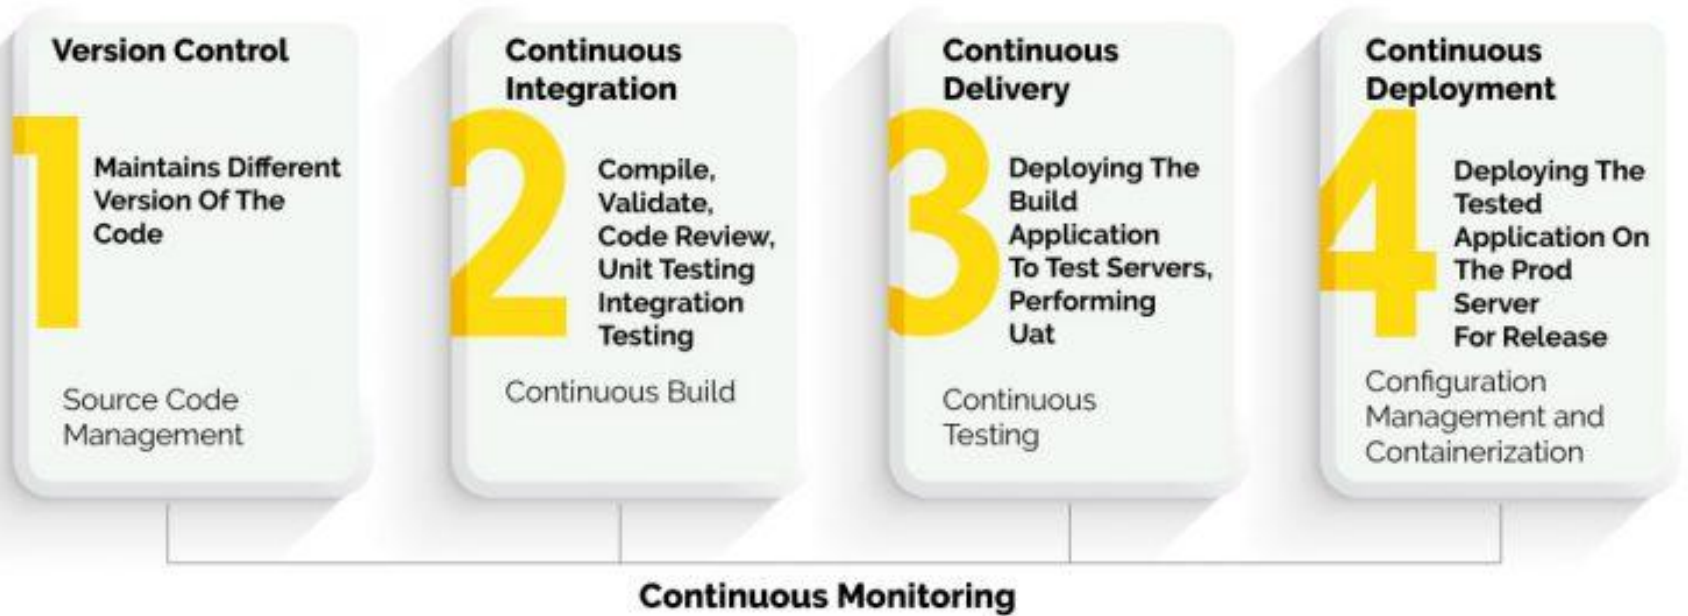 Version Control
1
Maintains Different
Version Of The
Code
Source Code
Management
Continuous
Integration
2
Compile,
Validate,
Code Review,
Unit Testing
Integration
Testing
Continuous Build
Continuous
Delivery
3
Deploying The
Build
Application
To Test Servers,
Performing
Uat
Continuous
Testing
Continuous
Deployment
4
Deploying The
Tested
Application On
The Prod
Server
For Release
Configuration
Management and
Containerization
Continuous Monitoring